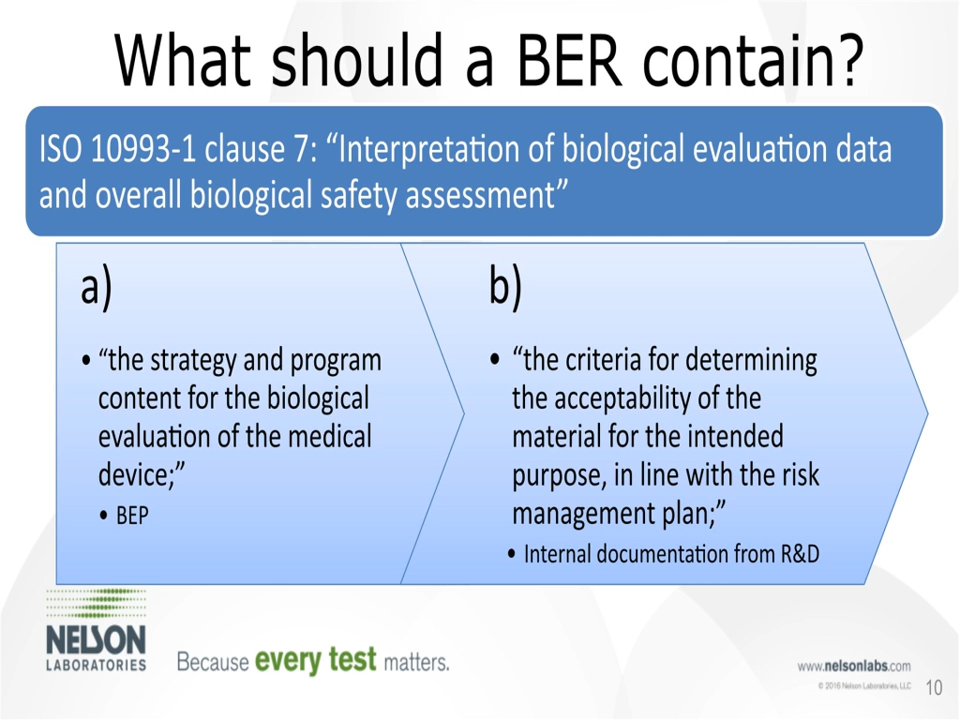 What should a BER contain?
ISO 10993-1 clause 7: “Interpretation of biological evaluation data
and overall biological safety assessment”
a)
• “the strategy and program
content for the biological
evaluation of the medical
device;”
• BEP
b)
• “the criteria for determining
the acceptability of the
material for the intended
purpose, in line with the risk
management plan;”
• Internal documentation from R&D
NELSON
LABORATORIES
Because every test matters.
www.nelsonlabs.com
© 2016 Nelson Laboratories, LLC
10